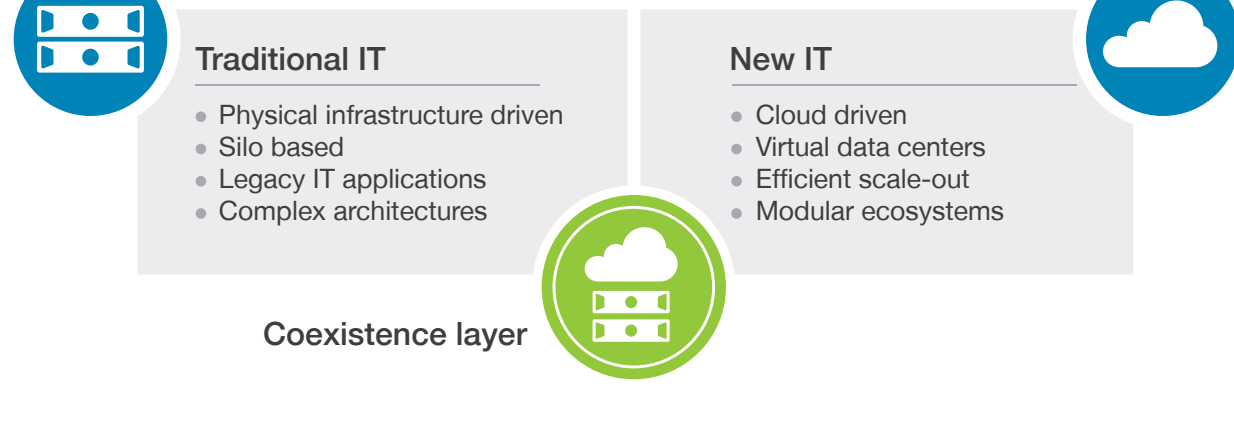 Traditional IT
• Physical infrastructure driven
• Silo based
• Legacy IT applications
• Complex architectures
New IT
• Cloud driven
• Virtual data centers
• Efficient scale-out
• Modular ecosystems
Coexistence layer